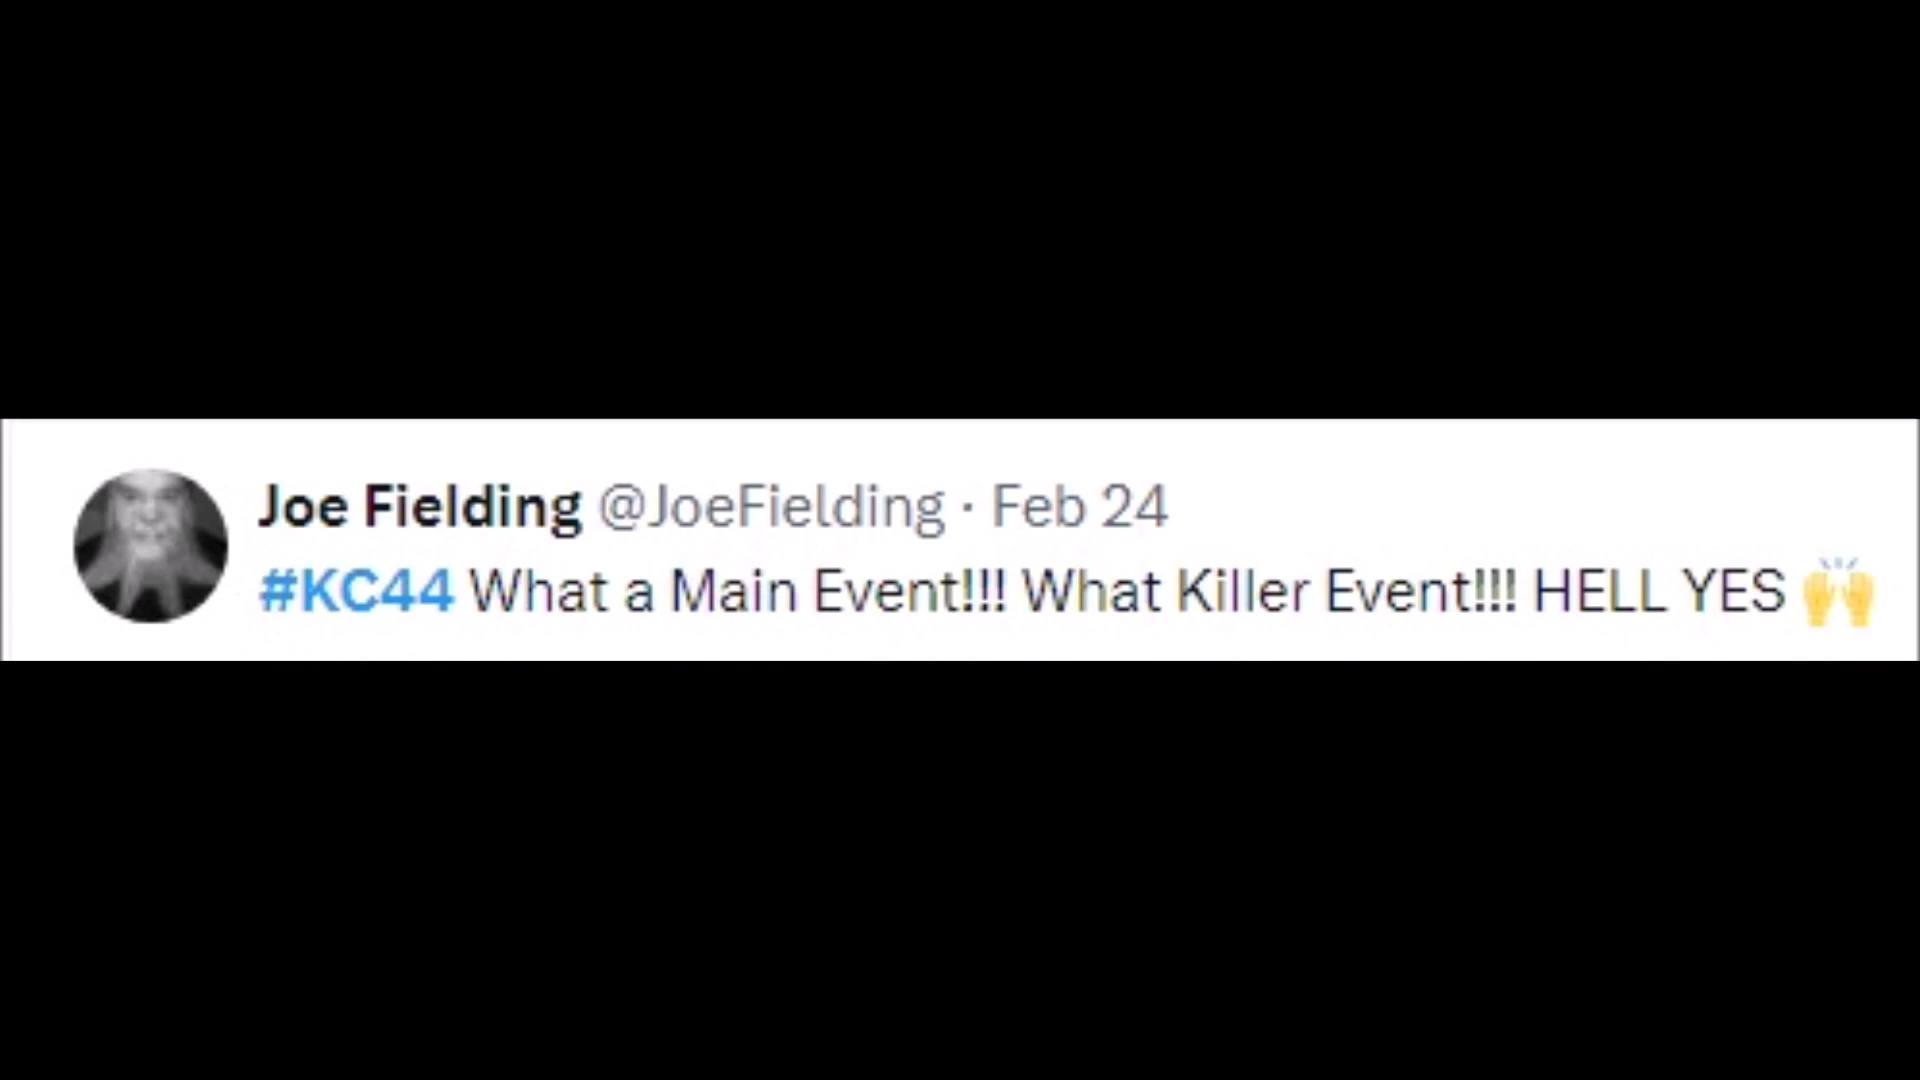 Joe Fielding @JoeFielding · Feb 24
#KC44 What a Main Event!!! What Killer Event!!! HELL YES 🙌